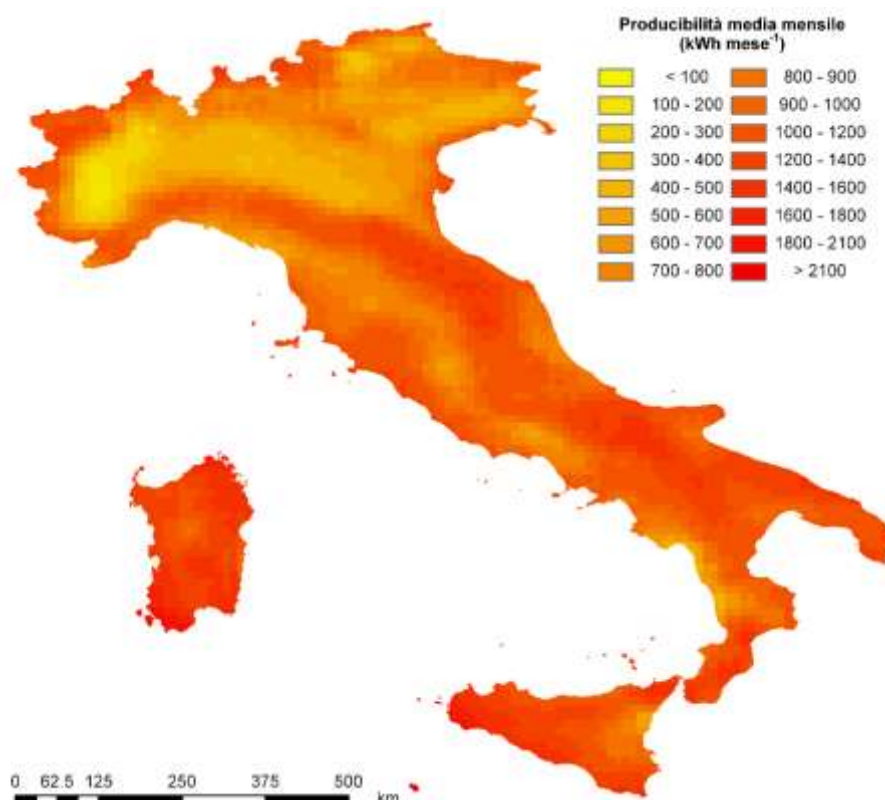 Producibilità media mensile
(kWh mese⁻¹)
< 100
100 - 200
200 - 300
300 - 400
400 - 500
500 - 600
600 - 700
700 - 800
800 - 900
900 - 1000
1000 - 1200
1200 - 1400
1400 - 1600
1600 - 1800
1800 - 2100
> 2100
0 62.5 125 250 375 500
km